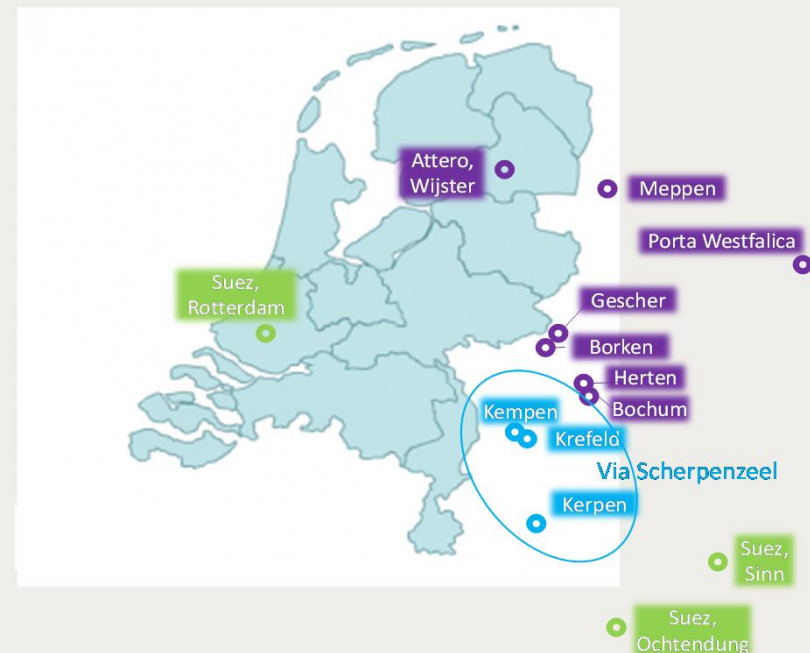 Attero,
Wijster
Meppen
Porta Westfalica
Suez,
Rotterdam
Gescher
Borken
Herten
Bochum
Kempen
Krefeld
Via Scherpenzeel
Kerpen
Suez,
Sinn
Suez,
Ochtendung